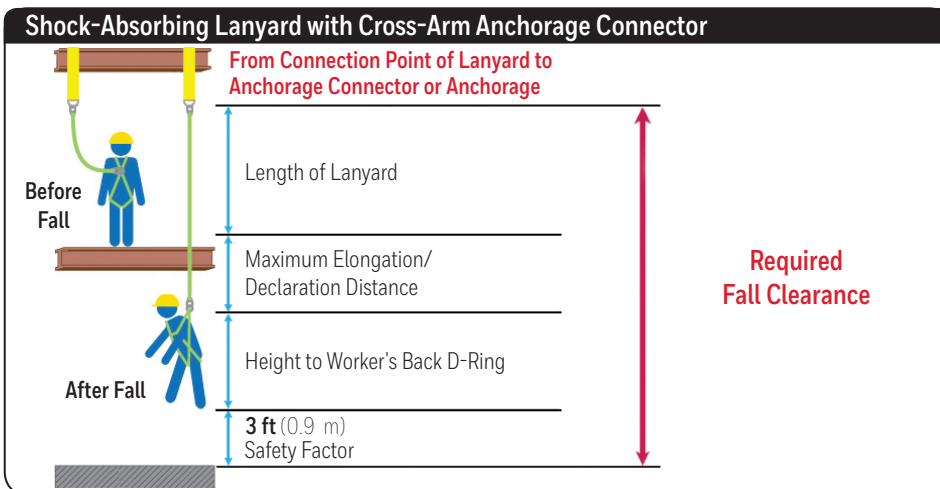 Shock-Absorbing Lanyard with Cross-Arm Anchorage Connector
From Connection Point of Lanyard to
Anchorage Connector or Anchorage
Before
Fall
Length of Lanyard
Maximum Elongation/
Declaration Distance
Required
Fall Clearance
Height to Worker's Back D-Ring
After Fall
3 ft (0.9 m)
Safety Factor